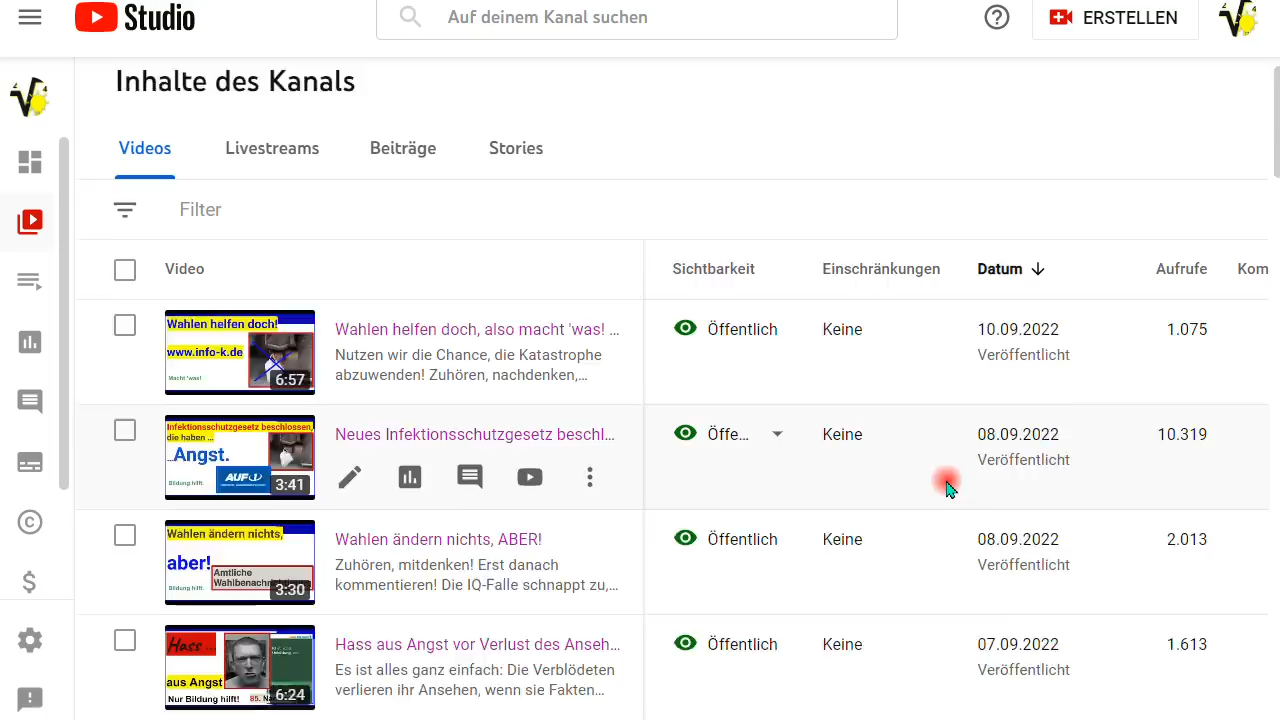 Studio
Auf deinem Kanal suchen
ERSTELLEN
Inhalte des Kanals
Videos Livestreams Beiträge Stories
Filter
Video Sichtbarkeit Einschränkungen Datum Aufrufe Kom
Wahlen helfen doch!
www.info-k.de
Macht 'was!
6:57
Wahlen helfen doch, also macht 'was! ...
Nutzen wir die Chance, die Katastrophe
abzuwenden! Zuhören, nachdenken,...
Öffentlich Keine 10.09.2022 1.075
Veröffentlicht
Infektionsschutzgesetz beschlossen,
die haben ...
...Angst.
AUF
Bildung hilft.
3:41
Neues Infektionsschutzgesetz beschl...
Öffe... Keine 08.09.2022 10.319
Veröffentlicht
Wahlen ändern nichts,
aber!
Amtliche
Bildung hilft.
3:30
Wahlen ändern nichts, ABER!
Zuhören, mitdenken! Erst danach
kommentieren! Die IQ-Falle schnappt zu,...
Öffentlich Keine 08.09.2022 2.013
Veröffentlicht
Hass ...
aus Angst
Nur Bildung hilft!
6:24
Hass aus Angst vor Verlust des Anseh...
Es ist alles ganz einfach: Die Verblödeten
verlieren ihr Ansehen, wenn sie Fakten...
Öffentlich Keine 07.09.2022 1.613
Veröffentlicht